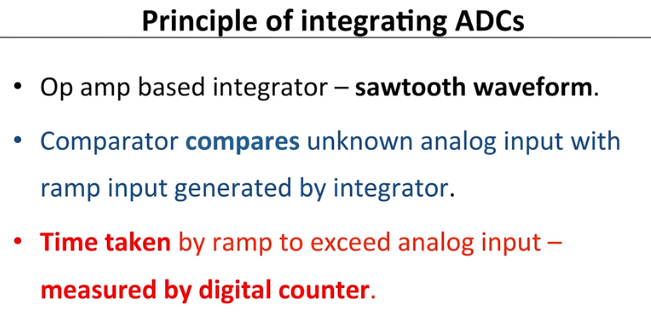 Principle of integrating ADCs
• Op amp based integrator – sawtooth waveform.
• Comparator compares unknown analog input with
ramp input generated by integrator.
• Time taken by ramp to exceed analog input –
measured by digital counter.